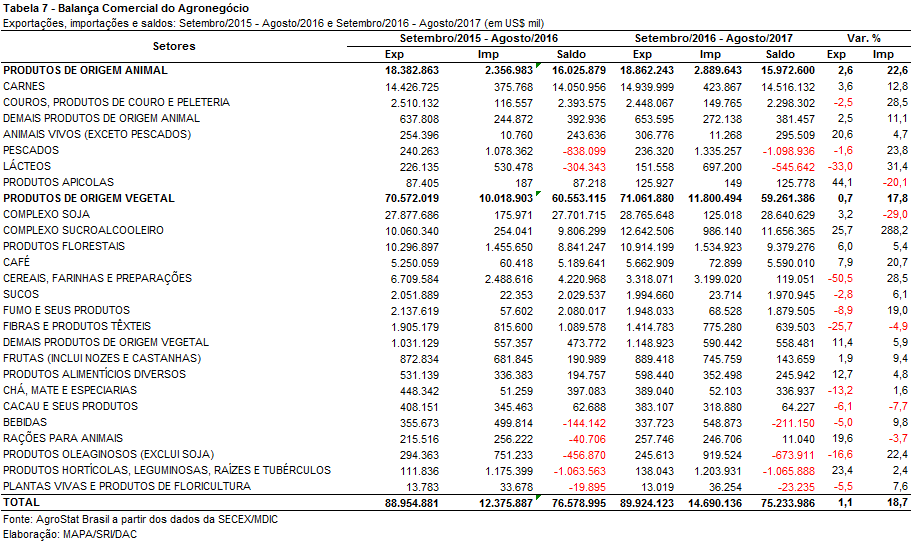 Tabela 7 - Balança Comercial do Agronegócio
Exportações, importações e saldos: Setembro/2015 - Agosto/2016 e Setembro/2016 - Agosto/2017 (em US$ mil)
Setores Setembro/2015 - Agosto/2016 Setembro/2016 - Agosto/2017 Var. %
Exp Imp Saldo Exp Imp Saldo Exp Imp
PRODUTOS DE ORIGEM ANIMAL 18.382.863 2.356.983 16.025.879 18.862.243 2.889.643 15.972.600 2,6 22,6
CARNES 14.426.725 375.768 14.050.956 14.939.999 423.867 14.516.132 3,6 12,8
COUROS, PRODUTOS DE COURO E PELETERIA 2.510.132 116.557 2.393.575 2.448.067 149.765 2.298.302 -2,5 28,5
DEMAIS PRODUTOS DE ORIGEM ANIMAL 637.808 244.872 392.936 653.595 272.138 381.457 2,5 11,1
ANIMAIS VIVOS (EXCETO PESCADOS) 254.396 10.760 243.636 306.776 11.268 295.509 20,6 4,7
PESCADOS 240.263 1.078.362 -838.099 236.320 1.335.257 -1.098.936 -1,6 23,8
LÁCTEOS 226.135 530.478 -304.343 151.558 697.200 -545.642 -33,0 31,4
PRODUTOS APICOLAS 87.405 187 87.218 125.927 149 125.778 44,1 -20,1
PRODUTOS DE ORIGEM VEGETAL 70.572.019 10.018.903 60.553.115 71.061.880 11.800.494 59.261.386 0,7 17,8
COMPLEXO SOJA 27.877.686 175.971 27.701.715 28.765.648 125.018 28.640.629 3,2 -29,0
COMPLEXO SUCROALCOOLEIRO 10.060.340 254.041 9.806.299 12.642.506 986.140 11.656.365 25,7 288,2
PRODUTOS FLORESTAIS 10.296.897 1.455.650 8.841.247 10.914.199 1.534.923 9.379.276 6,0 5,4
CAFÉ 5.250.059 60.418 5.189.641 5.662.909 72.899 5.590.010 7,9 20,7
CEREAIS, FARINHAS E PREPARAÇÕES 6.709.584 2.488.616 4.220.968 3.318.071 3.199.020 119.051 -50,5 28,5
SUCOS 2.051.889 22.353 2.029.537 1.994.660 23.714 1.970.945 -2,8 6,1
FUMO E SEUS PRODUTOS 2.137.619 57.602 2.080.017 1.948.033 68.528 1.879.505 -8,9 19,0
FIBRAS E PRODUTOS TÊXTEIS 1.905.179 815.600 1.089.578 1.414.783 775.280 639.503 -25,7 -4,9
DEMAIS PRODUTOS DE ORIGEM VEGETAL 1.031.129 557.357 473.772 1.148.923 590.442 558.481 11,4 5,9
FRUTAS (INCLUI NOZES E CASTANHAS) 872.834 681.845 190.989 889.418 745.759 143.659 1,9 9,4
PRODUTOS ALIMENTÍCIOS DIVERSOS 531.139 336.383 194.757 598.440 352.498 245.942 12,7 4,8
CHÁ, MATE E ESPECIARIAS 448.342 51.259 397.083 389.040 52.103 336.937 -13,2 1,6
CACAU E SEUS PRODUTOS 408.151 345.463 62.688 383.107 318.880 64.227 -6,1 -7,7
BEBIDAS 355.673 499.814 -144.142 337.723 548.873 -211.150 -5,0 9,8
RAÇÕES PARA ANIMAIS 215.516 256.222 -40.706 257.746 246.706 11.040 19,6 -3,7
PRODUTOS OLEAGINOSOS (EXCLUI SOJA) 294.363 751.233 -456.870 245.613 919.524 -673.911 -16,6 22,4
PRODUTOS HORTÍCOLAS, LEGUMINOSAS, RAÍZES E TUBÉRCULOS 111.836 1.175.399 -1.063.563 138.043 1.203.931 -1.065.888 23,4 2,4
PLANTAS VIVAS E PRODUTOS DE FLORICULTURA 13.783 33.678 -19.895 13.019 36.254 -23.235 -5,5 7,6
TOTAL 88.954.881 12.375.887 76.578.995 89.924.123 14.690.136 75.233.986 1,1 18,7
Fonte: AgroStat Brasil a partir dos dados da SECEX/MDIC
Elaboração: MAPA/SRI/DAC